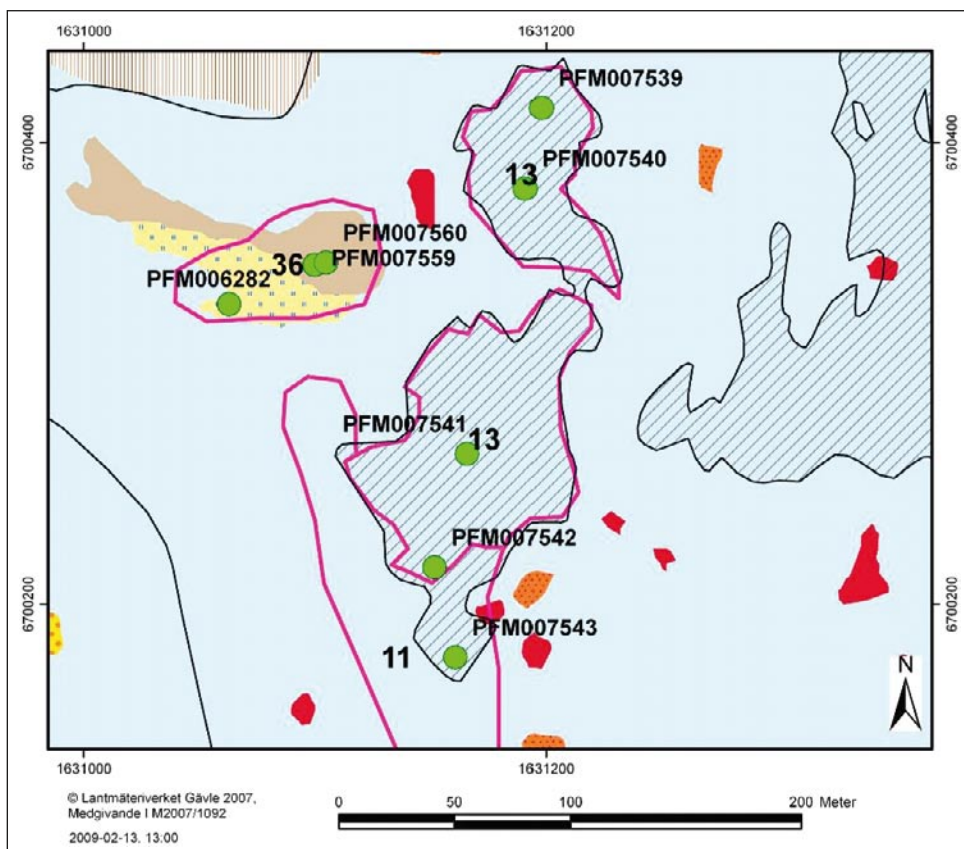 1631000
1631200
PFM007539
6700400
6700400
PFM007540
13
PFM007560
36
PFM007559
PFM006282
PFM007541
13
PFM007542
6700200
6700200
PFM007543
11
N
1631000
1631200
© Lantmäteriverket Gävle 2007,
Medgivande I M2007/1092
2009-02-13, 13:00
0 50 100 200 Meter